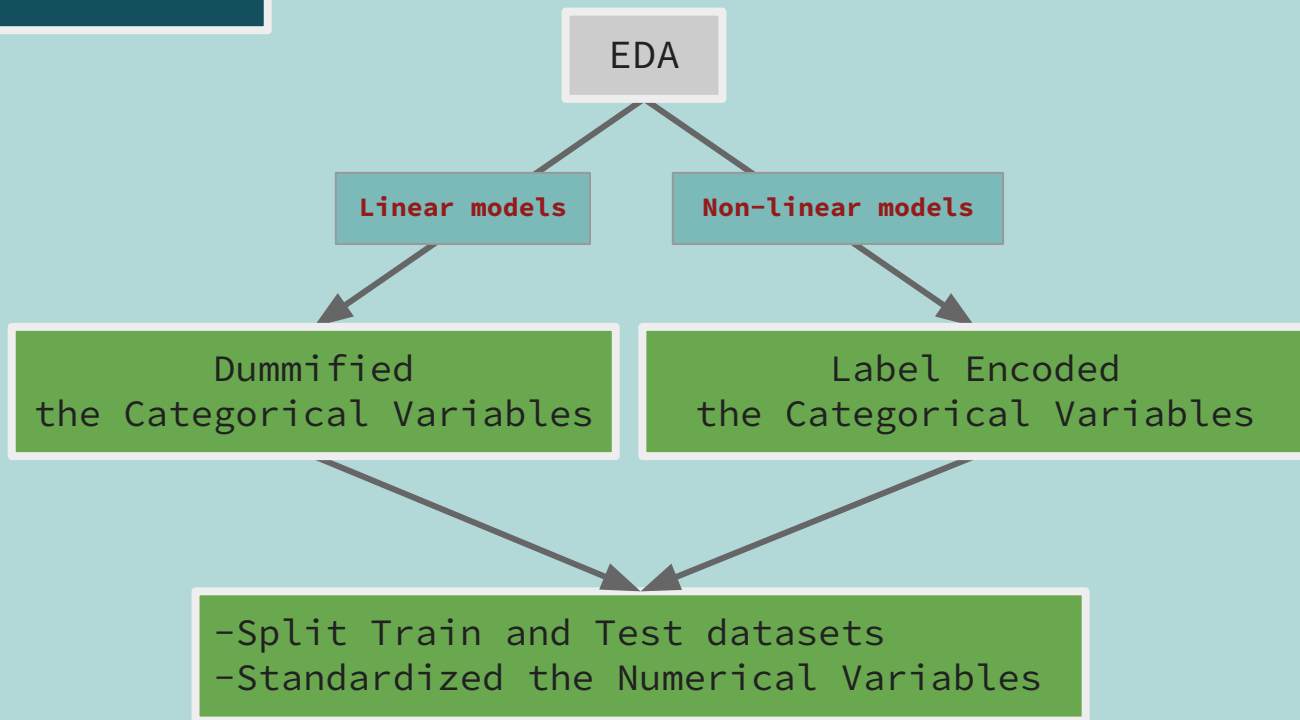 EDA
Linear models
Non-linear models
Dummified
the Categorical Variables
Label Encoded
the Categorical Variables
-Split Train and Test datasets
-Standardized the Numerical Variables